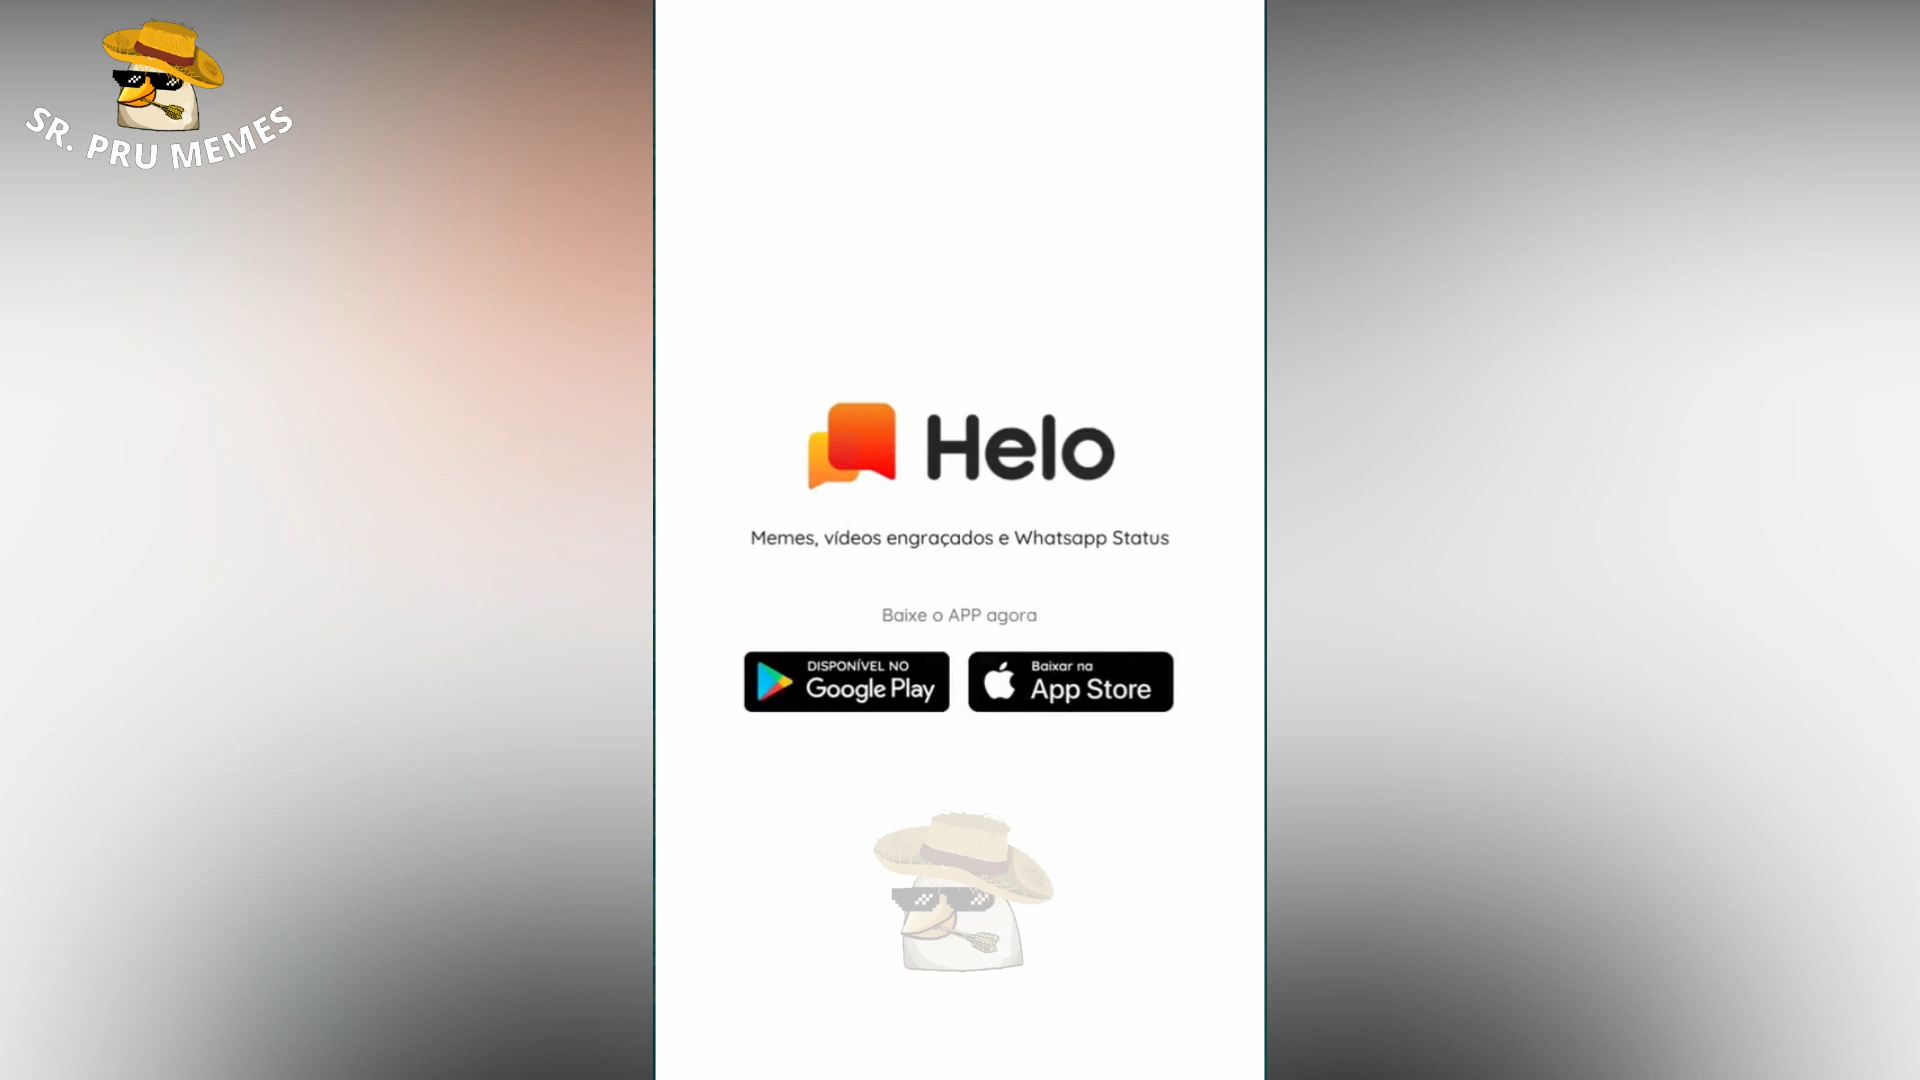 SR. PRU MEMES
Helo
Memes, vídeos engraçados e Whatsapp Status
Baixe o APP agora
DISPONÍVEL NO
Google Play
Baixar na
App Store